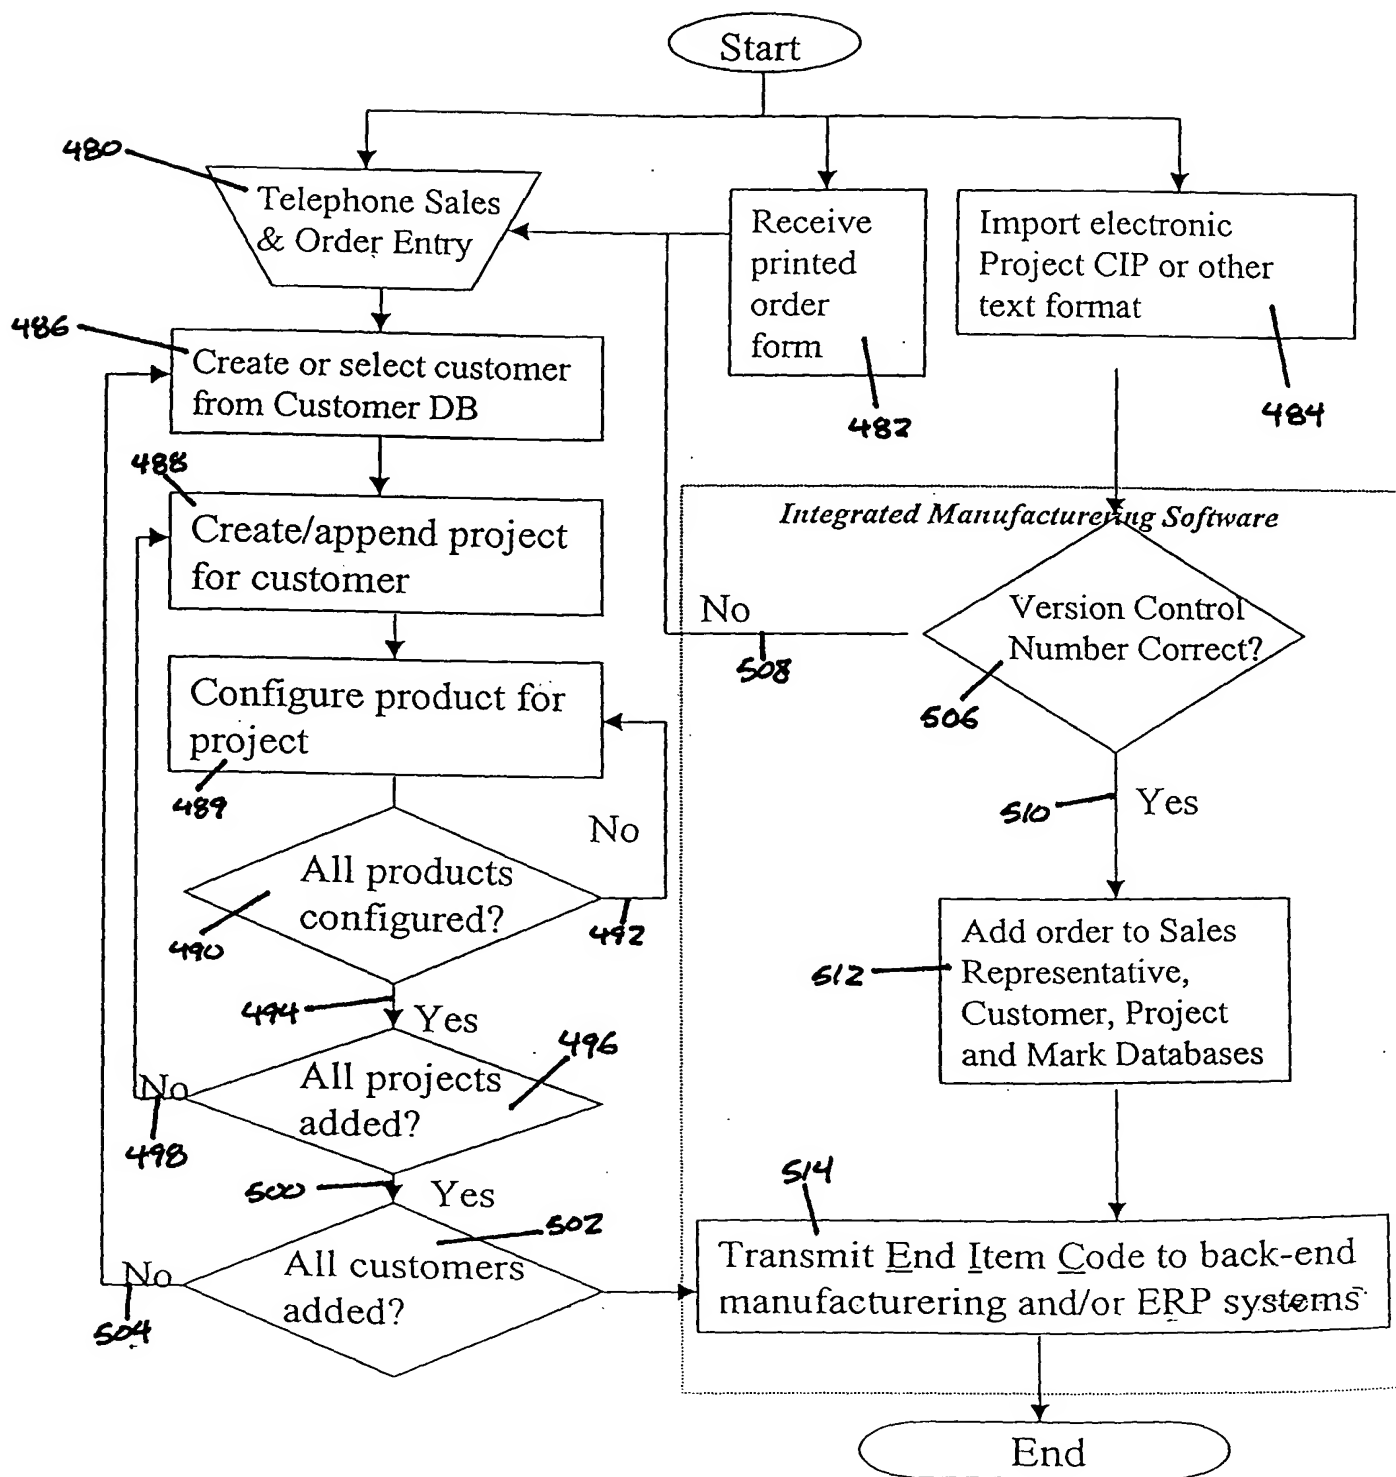 Start
480
Telephone Sales
& Order Entry
Receive
printed
order
form
482
Import electronic
Project CIP or other
text format
484
486
Create or select customer
from Customer DB
488
Create/append project
for customer
Integrated Manufacturering Software
No
508
Version Control
Number Correct?
506
Configure product for
project
489
510
Yes
No
All products
configured?
490
492
494
Yes
512
Add order to Sales
Representative,
Customer, Project
and Mark Databases
496
All projects
added?
No
498
500
Yes
502
All customers
added?
No
504
514
Transmit End Item Code to back-end
manufacturering and/or ERP systems
End